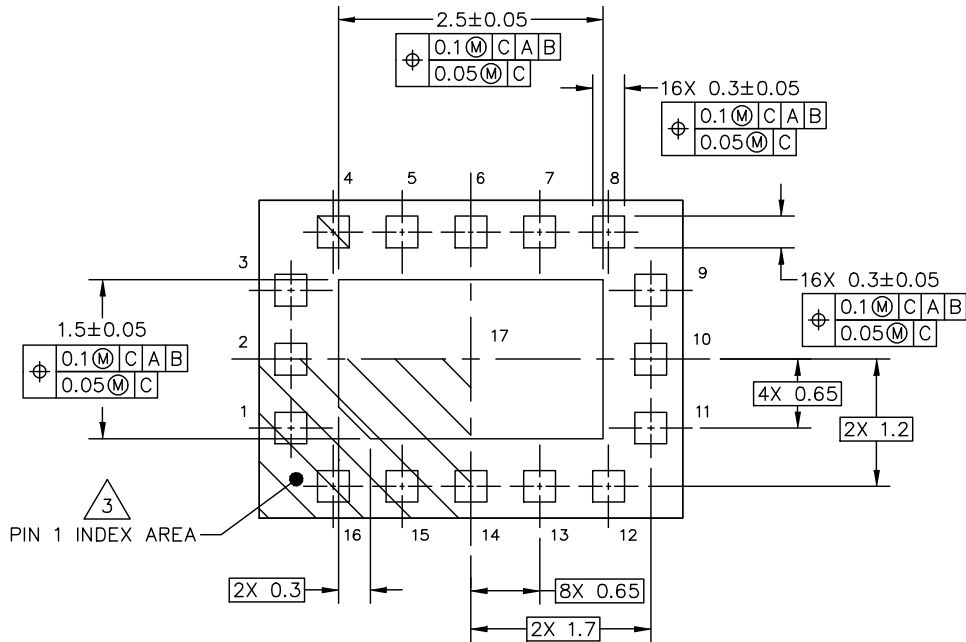 2.5±0.05
⌖ 0.1Ⓜ C A B
0.05Ⓜ C
16X 0.3±0.05
⌖ 0.1Ⓜ C A B
0.05Ⓜ C
4 5 6 7 8
3 9
16X 0.3±0.05
⌖ 0.1Ⓜ C A B
0.05Ⓜ C
1.5±0.05
⌖ 0.1Ⓜ C A B
0.05Ⓜ C
17
2 10
4X 0.65
1 11
2X 1.2
3
PIN 1 INDEX AREA
16 15 14 13 12
2X 0.3
8X 0.65
2X 1.7